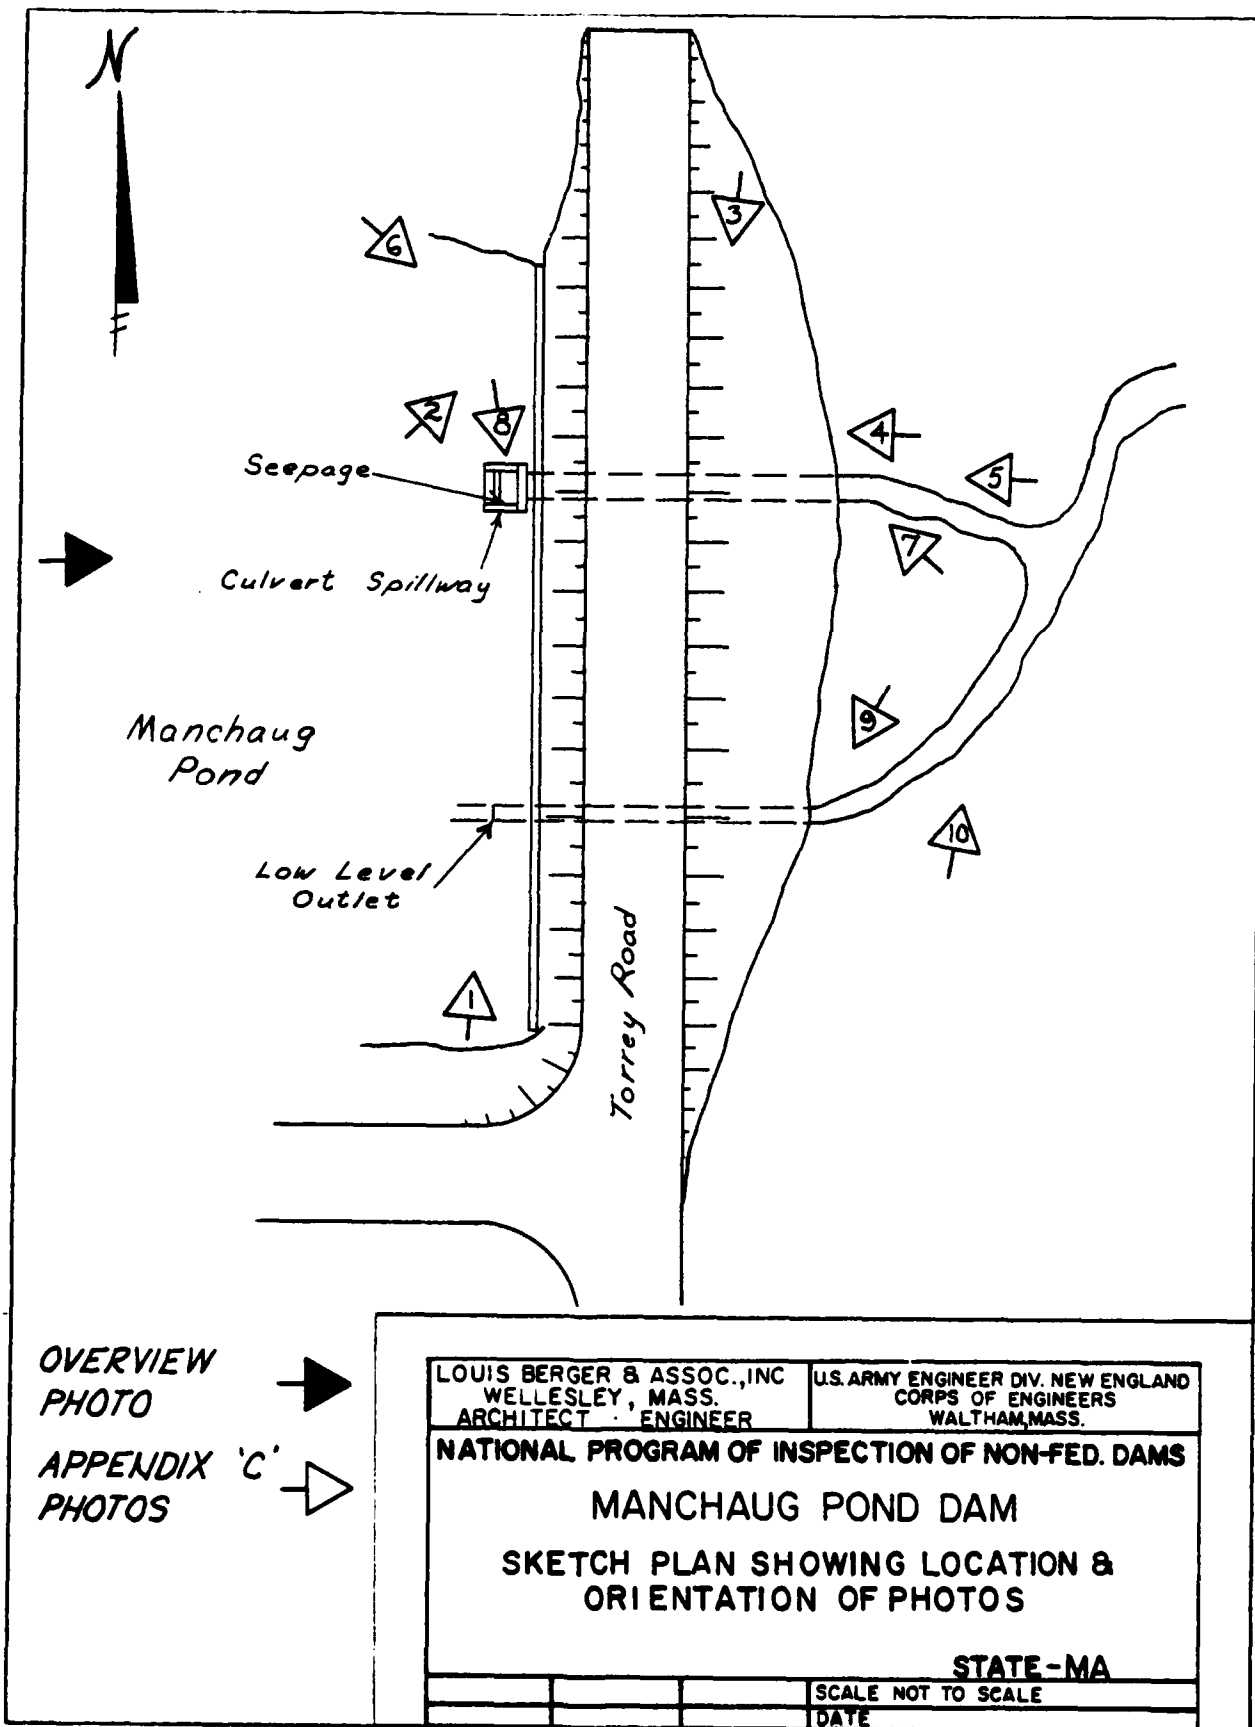 N
3
6
2
8
4
Seepage
5
7
Culvert Spillway
9
Manchaug
Pond
10
Low Level
Outlet
1
Torrey Road
OVERVIEW
PHOTO
APPENDIX 'C'
PHOTOS
LOUIS BERGER & ASSOC., INC
WELLESLEY, MASS.
ARCHITECT · ENGINEER
U.S. ARMY ENGINEER DIV. NEW ENGLAND
CORPS OF ENGINEERS
WALTHAM, MASS.
NATIONAL PROGRAM OF INSPECTION OF NON-FED. DAMS
MANCHAUG POND DAM
SKETCH PLAN SHOWING LOCATION &
ORIENTATION OF PHOTOS
STATE-MA
SCALE NOT TO SCALE
DATE